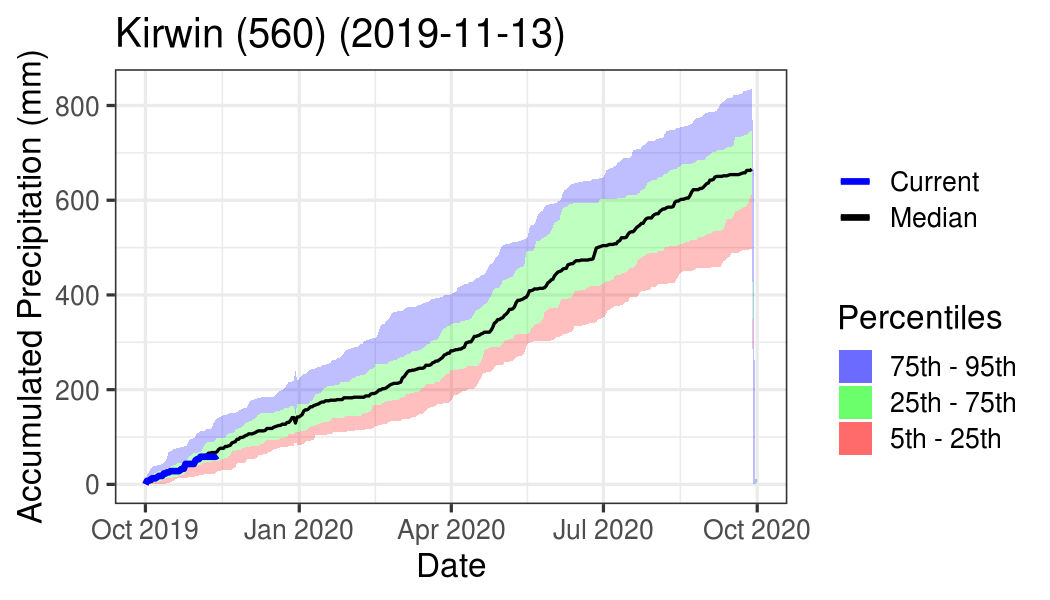 Kirwin (560) (2019-11-13)
Accumulated Precipitation (mm)
800
600
400
200
0
Oct 2019
Jan 2020
Apr 2020
Jul 2020
Oct 2020
Date
Current
Median
Percentiles
75th - 95th
25th - 75th
5th - 25th